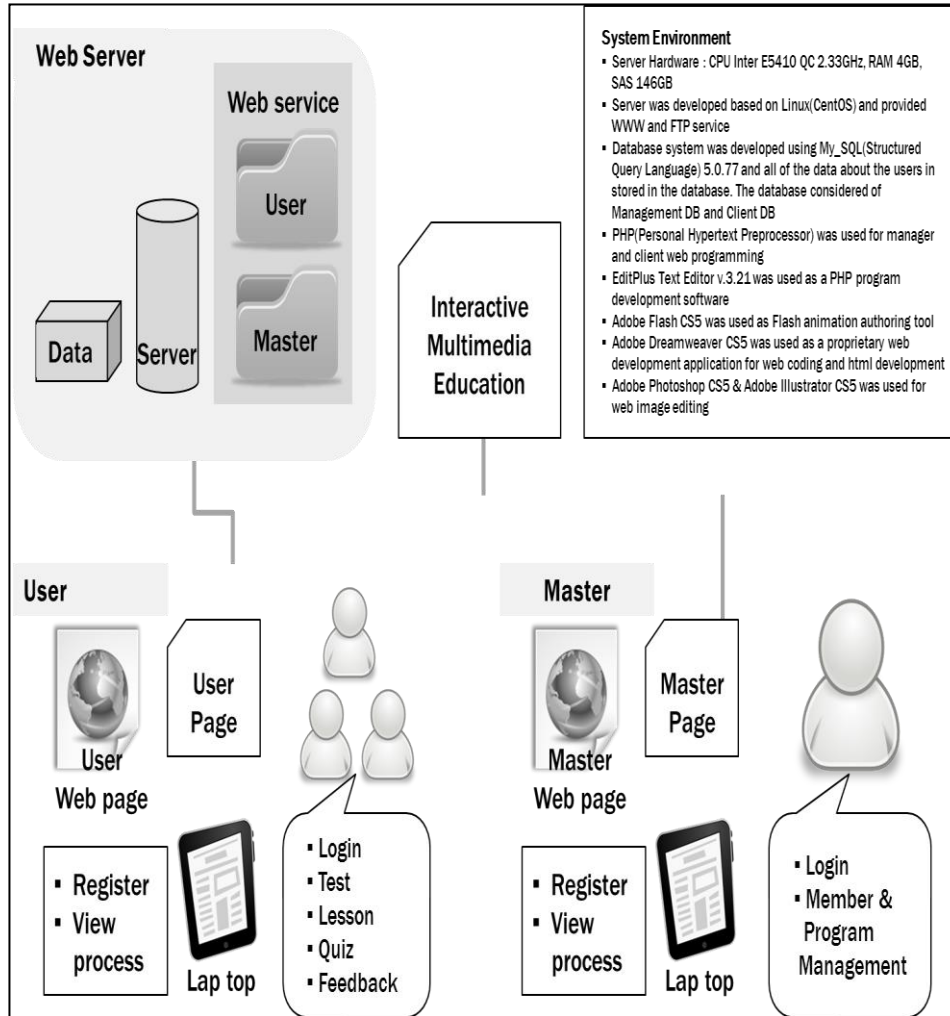 Web Server
Web service
User
Master
Data
Server
Interactive
Multimedia
Education
System Environment
▪ Server Hardware : CPU Inter E5410 QC 2.33GHz, RAM 4GB,
SAS 146GB
▪ Server was developed based on Linux(CentOS) and provided
WWW and FTP service
▪ Database system was developed using My_SQL(Structured
Query Language) 5.0.77 and all of the data about the users in
stored in the database. The database considered of
Management DB and Client DB
▪ PHP(Personal Hypertext Preprocessor) was used for manager
and client web programming
▪ EditPlus Text Editor v.3.21 was used as a PHP program
development software
▪ Adobe Flash CS5 was used as Flash animation authoring tool
▪ Adobe Dreamweaver CS5 was used as a proprietary web
development application for web coding and html development
▪ Adobe Photoshop CS5 & Adobe Illustrator CS5 was used for
web image editing
User
User
Web page
User
Page
▪ Register
▪ View
process
Lap top
▪ Login
▪ Test
▪ Lesson
▪ Quiz
▪ Feedback
Master
Master
Web page
Master
Page
▪ Register
▪ View
process
Lap top
▪ Login
▪ Member &
Program
Management